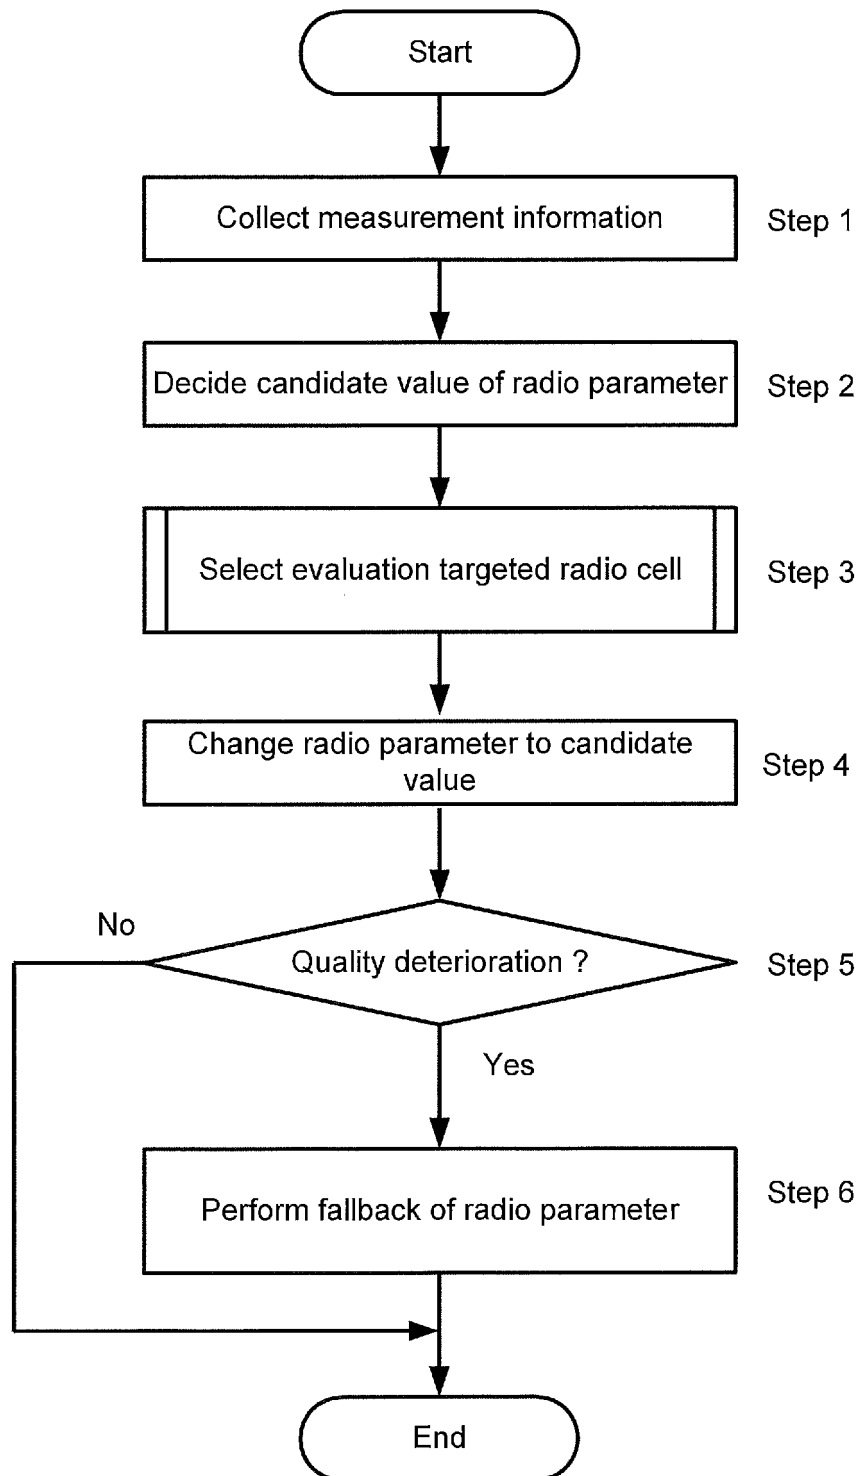 Start
Collect measurement information
Step 1
Decide candidate value of radio parameter
Step 2
Select evaluation targeted radio cell
Step 3
Change radio parameter to candidate
value
Step 4
No
Quality deterioration ?
Step 5
Yes
Perform fallback of radio parameter
Step 6
End